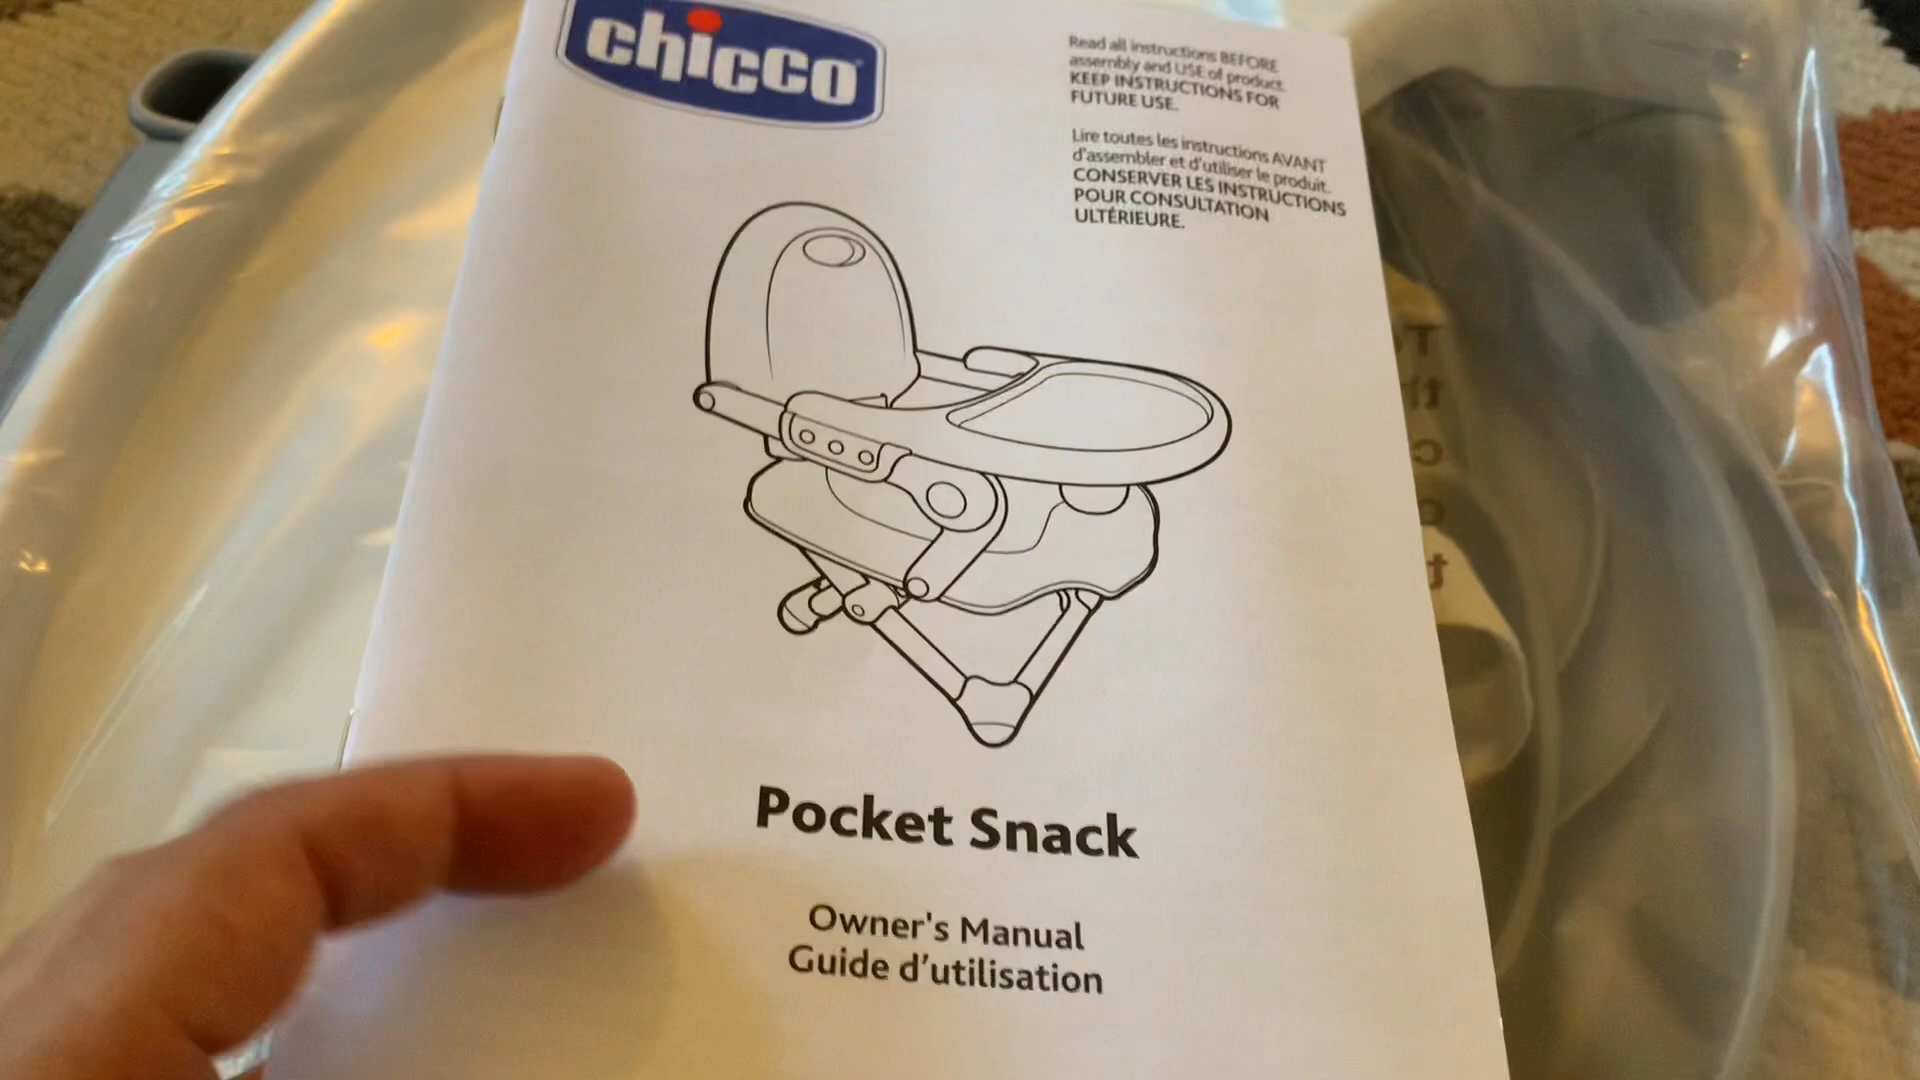 chicco
Read all instructions BEFORE
assembly and USE of product.
KEEP INSTRUCTIONS FOR
FUTURE USE.
Lire toutes les instructions AVANT
d'assembler et d'utiliser le produit.
CONSERVER LES INSTRUCTIONS
POUR CONSULTATION
ULTÉRIEURE.
Pocket Snack
Owner's Manual
Guide d'utilisation